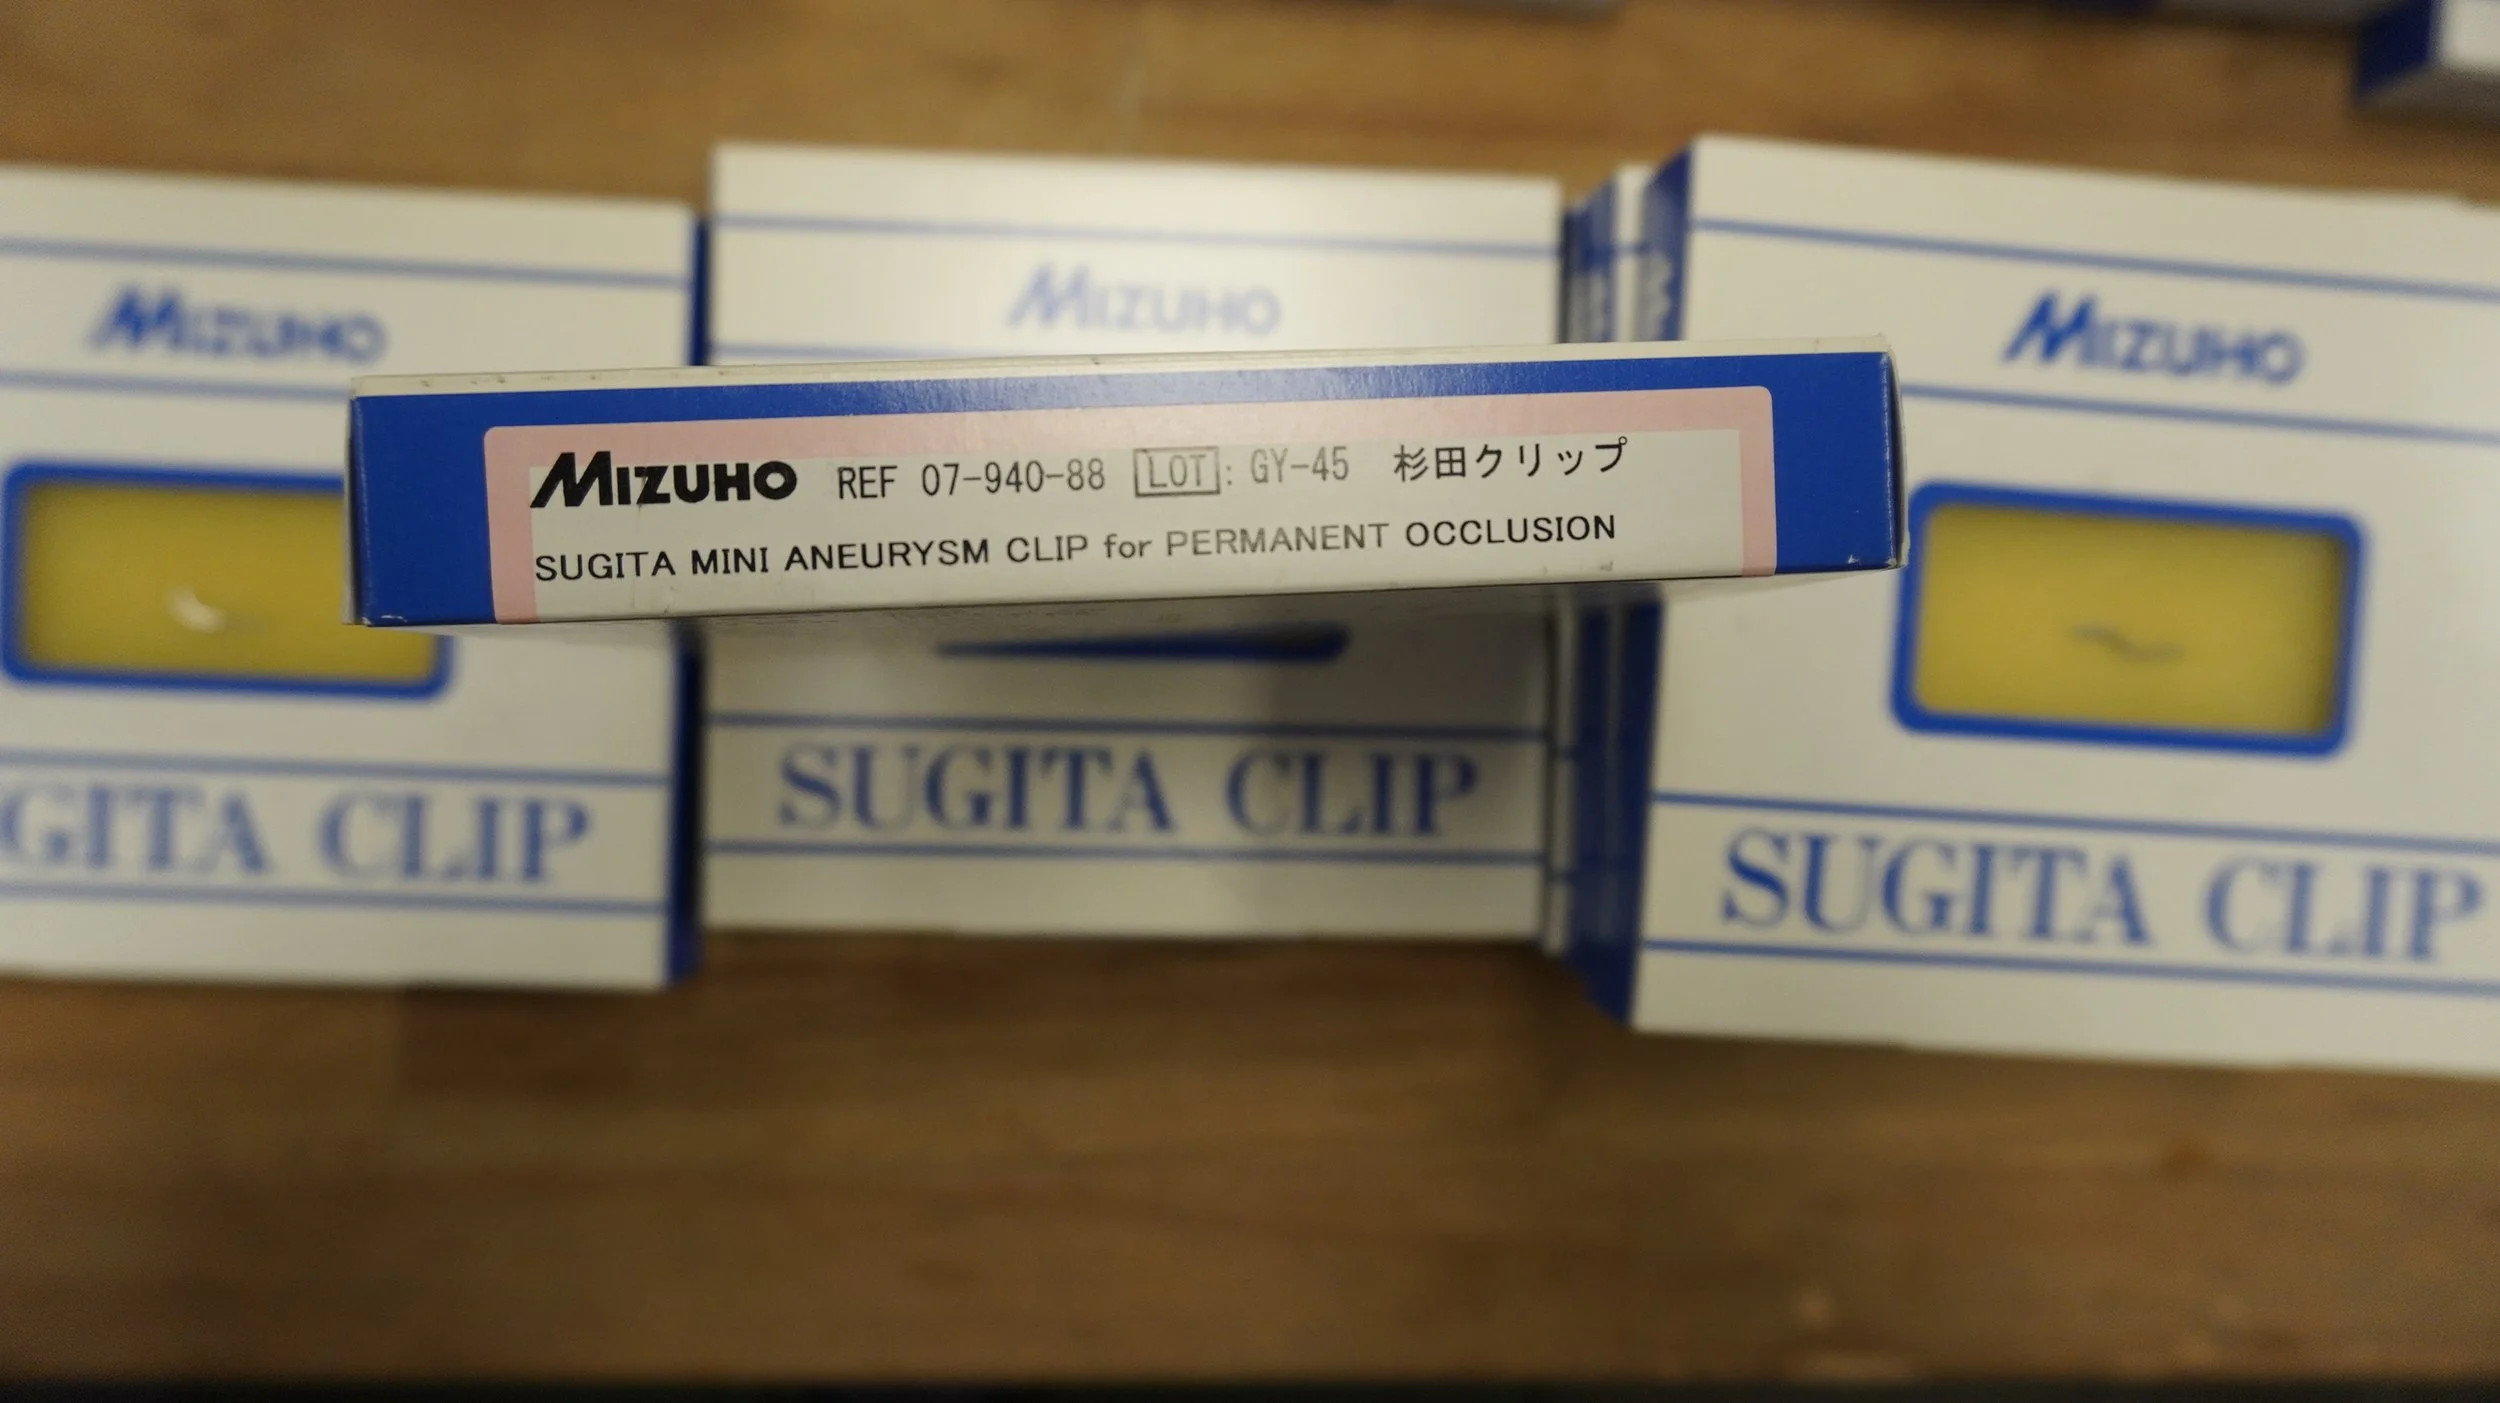 MIZUHO
MIZUHO
MIZUHO
MIZUHO REF 07-940-88 LOT: GY-45 杉田クリップ
SUGITA MINI ANEURYSM CLIP for PERMANENT OCCLUSION
GITA CLIP
SUGITA CLIP
SUGITA CLIP